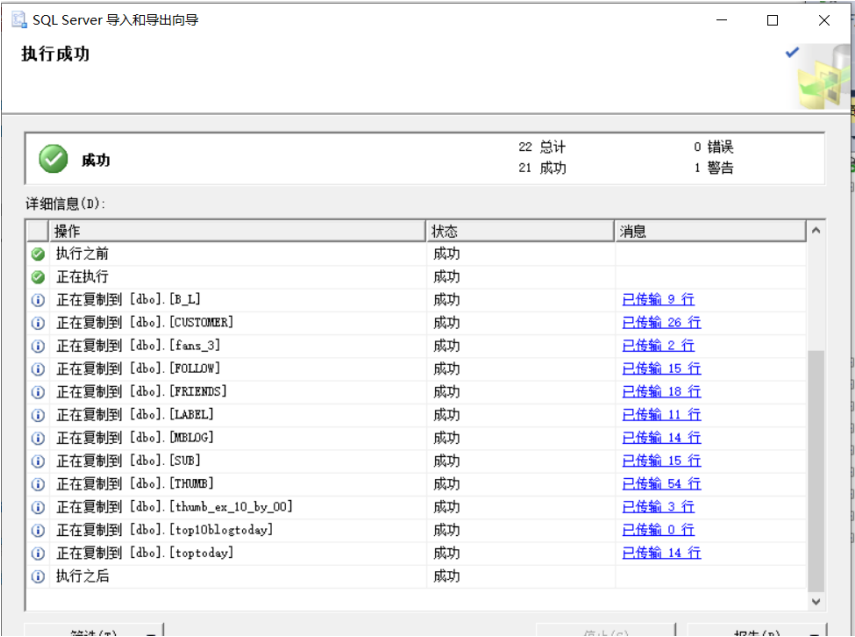 SQL Server 导入和导出向导
执行成功
成功
22 总计
0 错误
21 成功
1 警告
详细信息(D):
操作 状态 消息
执行之前 成功
正在执行 成功
正在复制到 [dbo].[B_L] 成功 已传输 9 行
正在复制到 [dbo].[CUSTOMER] 成功 已传输 26 行
正在复制到 [dbo].[fans_3] 成功 已传输 2 行
正在复制到 [dbo].[FOLLOW] 成功 已传输 15 行
正在复制到 [dbo].[FRIENDS] 成功 已传输 18 行
正在复制到 [dbo].[LABEL] 成功 已传输 11 行
正在复制到 [dbo].[MBLOG] 成功 已传输 14 行
正在复制到 [dbo].[SUB] 成功 已传输 15 行
正在复制到 [dbo].[THUMB] 成功 已传输 54 行
正在复制到 [dbo].[thumb_ex_10_by_00] 成功 已传输 3 行
正在复制到 [dbo].[top10blogtoday] 成功 已传输 0 行
正在复制到 [dbo].[toptoday] 成功 已传输 14 行
执行之后 成功
停止(S) 报告(R)